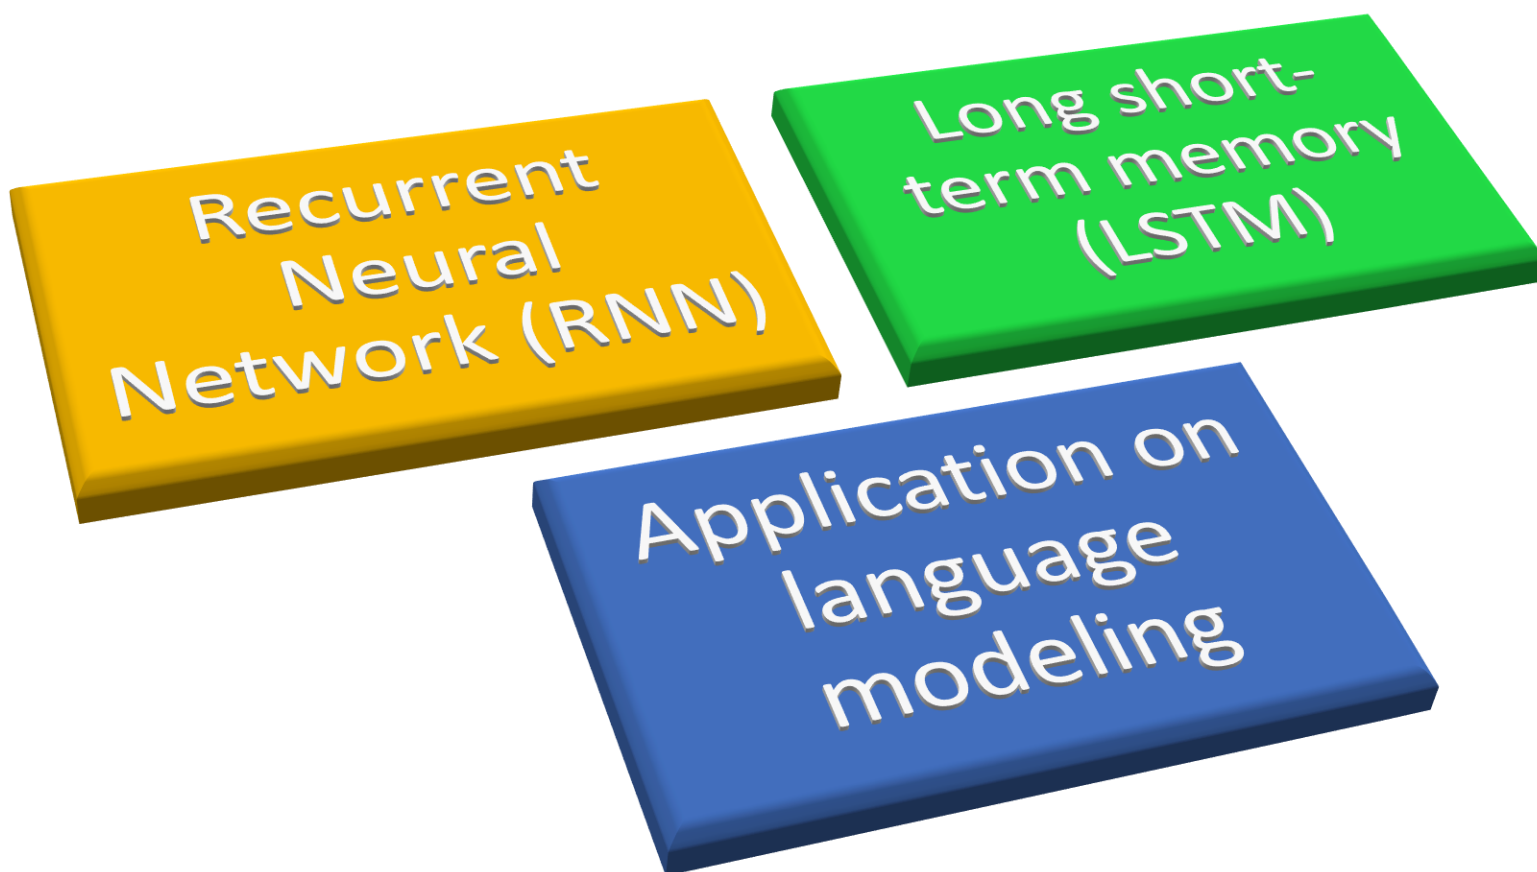 Recurrent
Neural
Network (RNN)
Long short-
term memory
(LSTM)
Application on
language
modeling